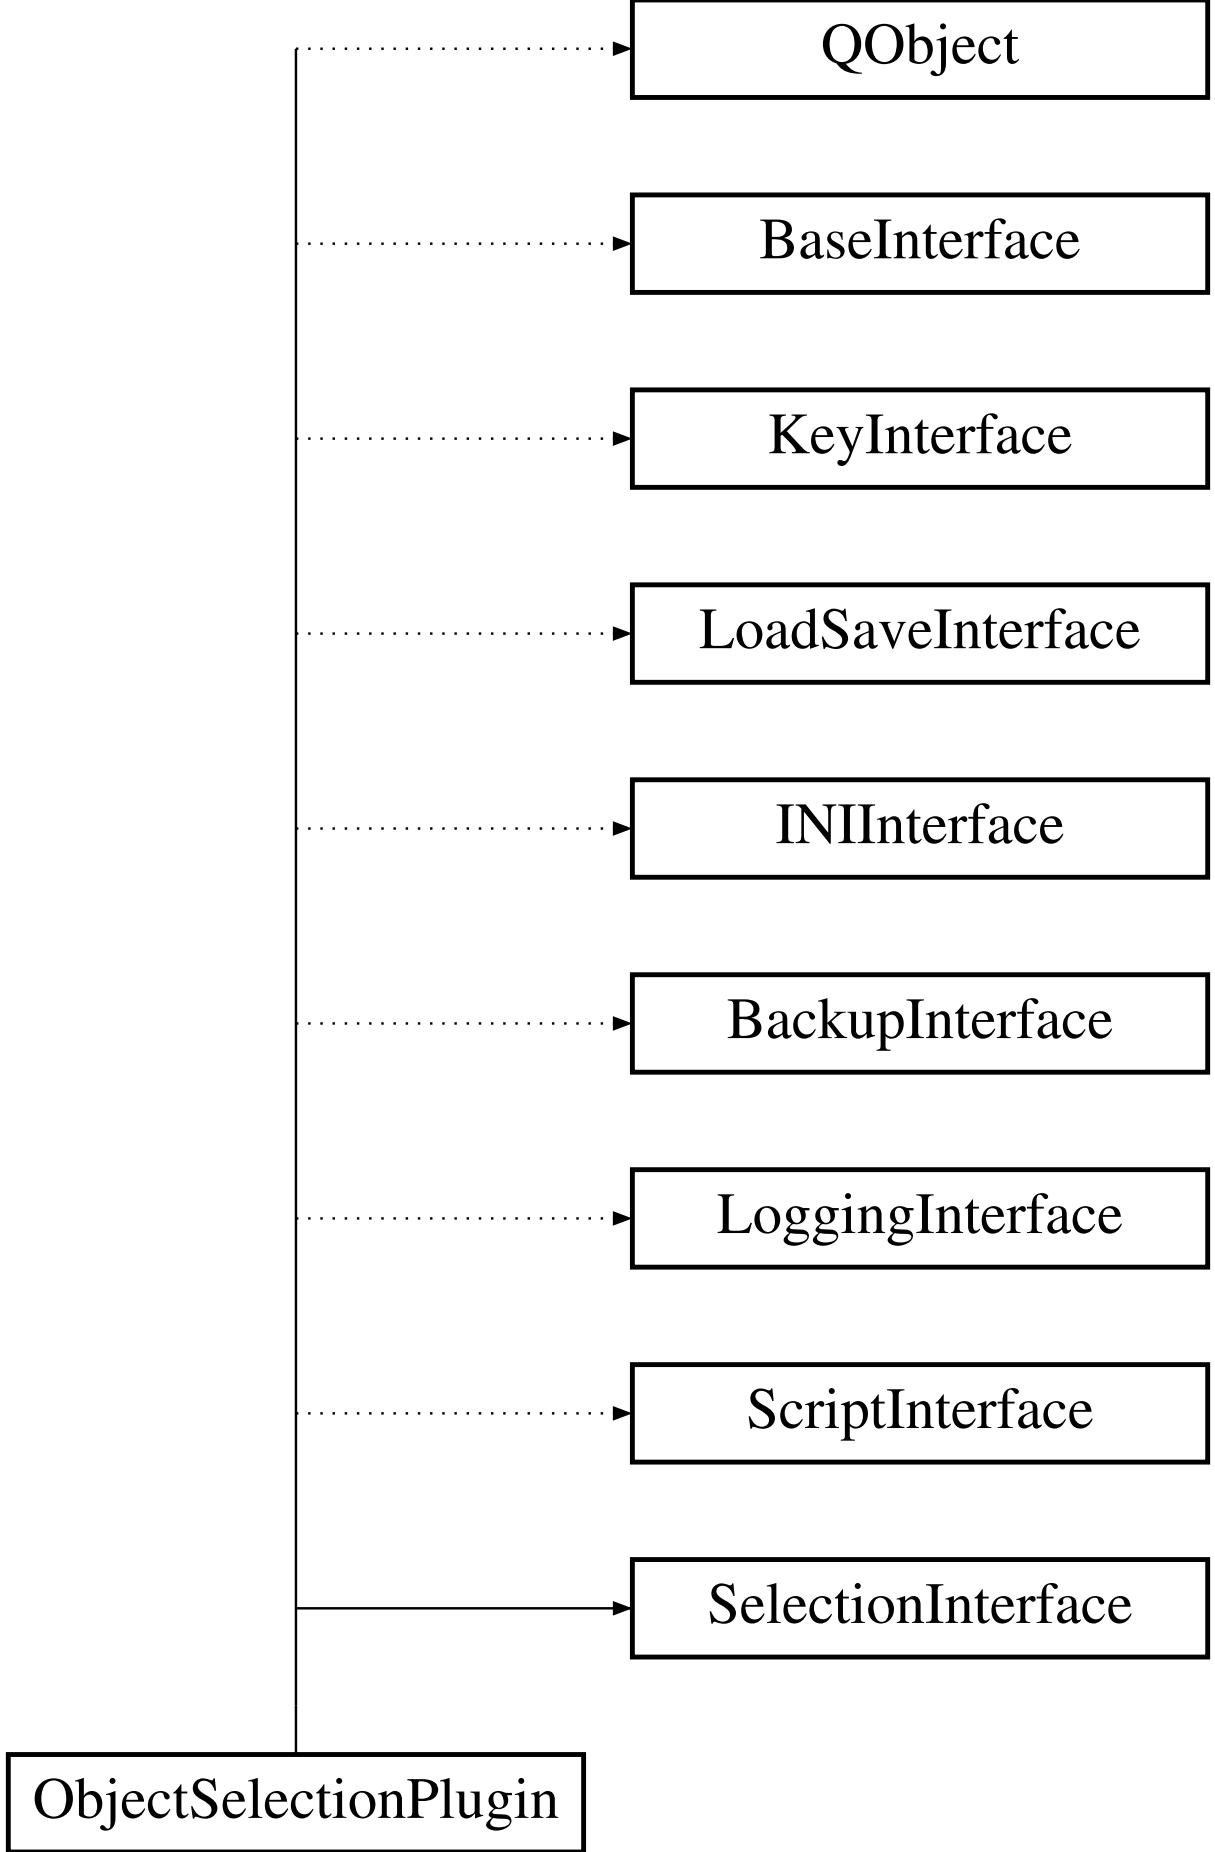 QObject
BaseInterface
KeyInterface
LoadSaveInterface
INIInterface
BackupInterface
LoggingInterface
ScriptInterface
SelectionInterface
ObjectSelectionPlugin